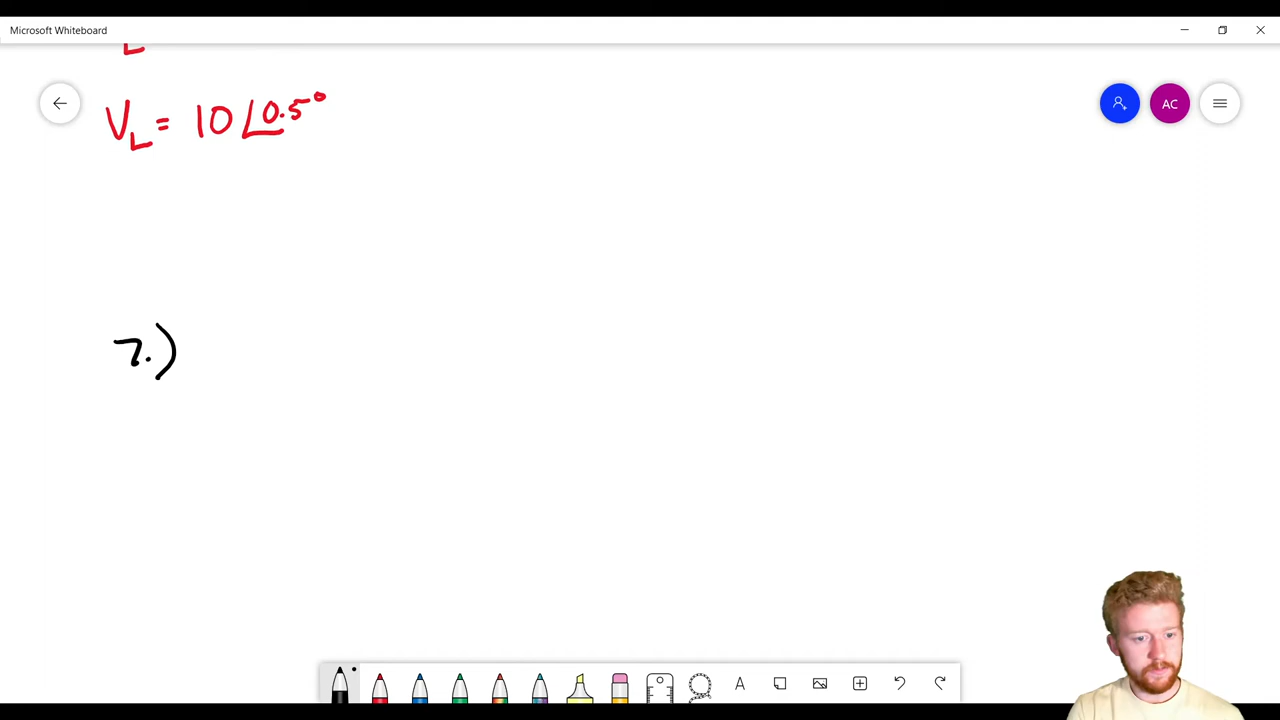 Microsoft Whiteboard
L
V_L = 10∠0.5°
AC
7.)
A